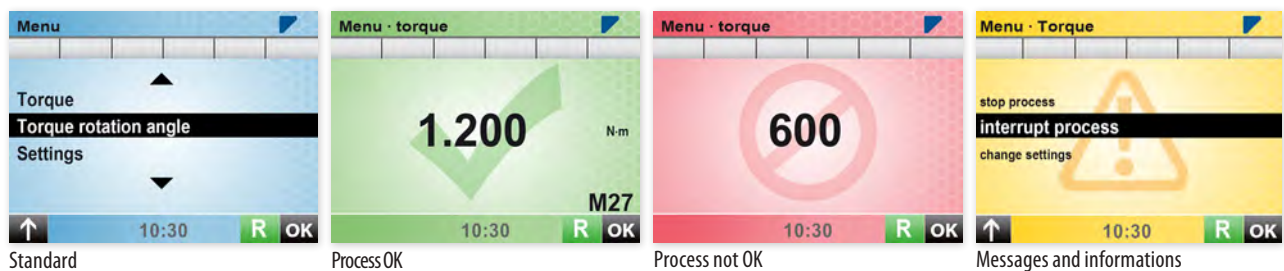 Menu
Torque
Torque rotation angle
Settings
10:30
R OK
Standard
Menu · torque
1.200 N·m
M27
10:30
R OK
Process OK
Menu · torque
600
10:30
R OK
Process not OK
Menu · Torque
stop process
interrupt process
change settings
10:30
R OK
Messages and informations